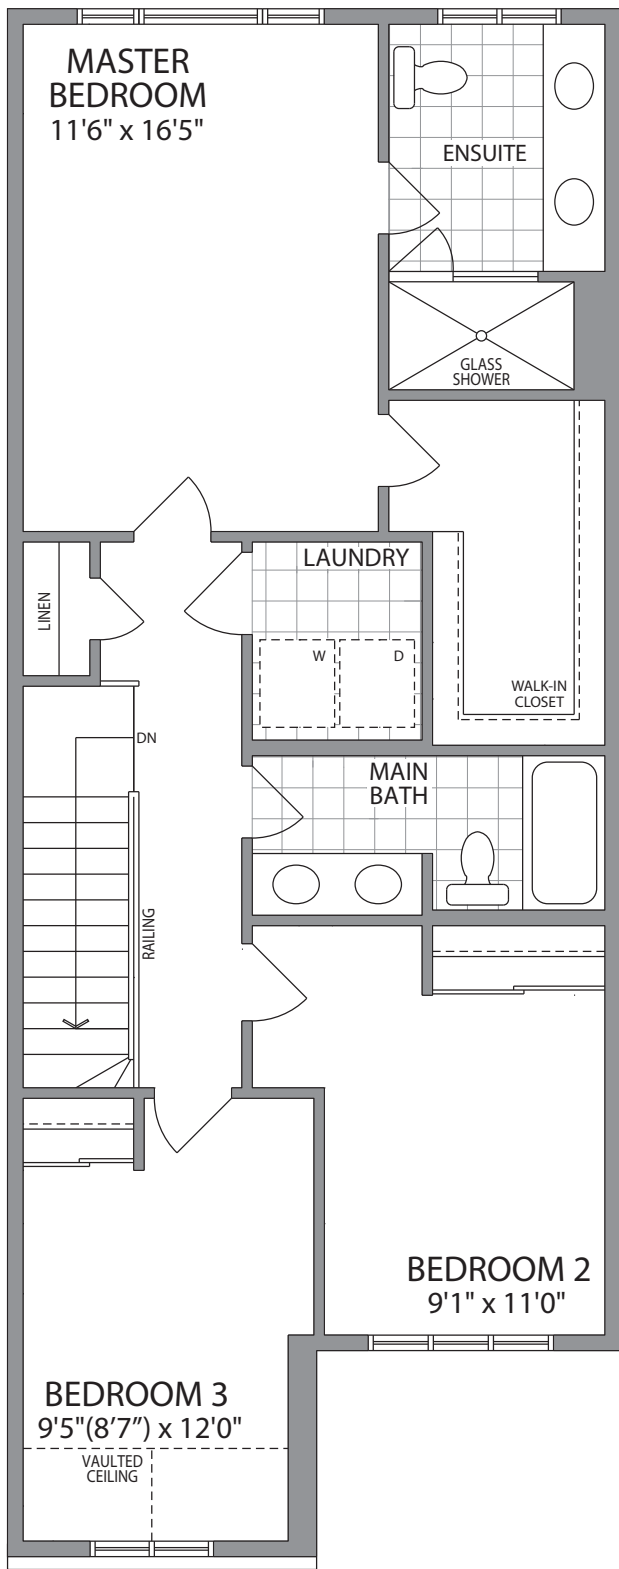 MASTER
BEDROOM
11'6" x 16'5"
ENSUITE
GLASS
SHOWER
LAUNDRY
LINEN
W
D
WALK-IN
CLOSET
DN
MAIN
BATH
RAILING
BEDROOM 2
9'1" x 11'0"
BEDROOM 3
9'5"(8'7”) x 12'0"
VAULTED
CEILING